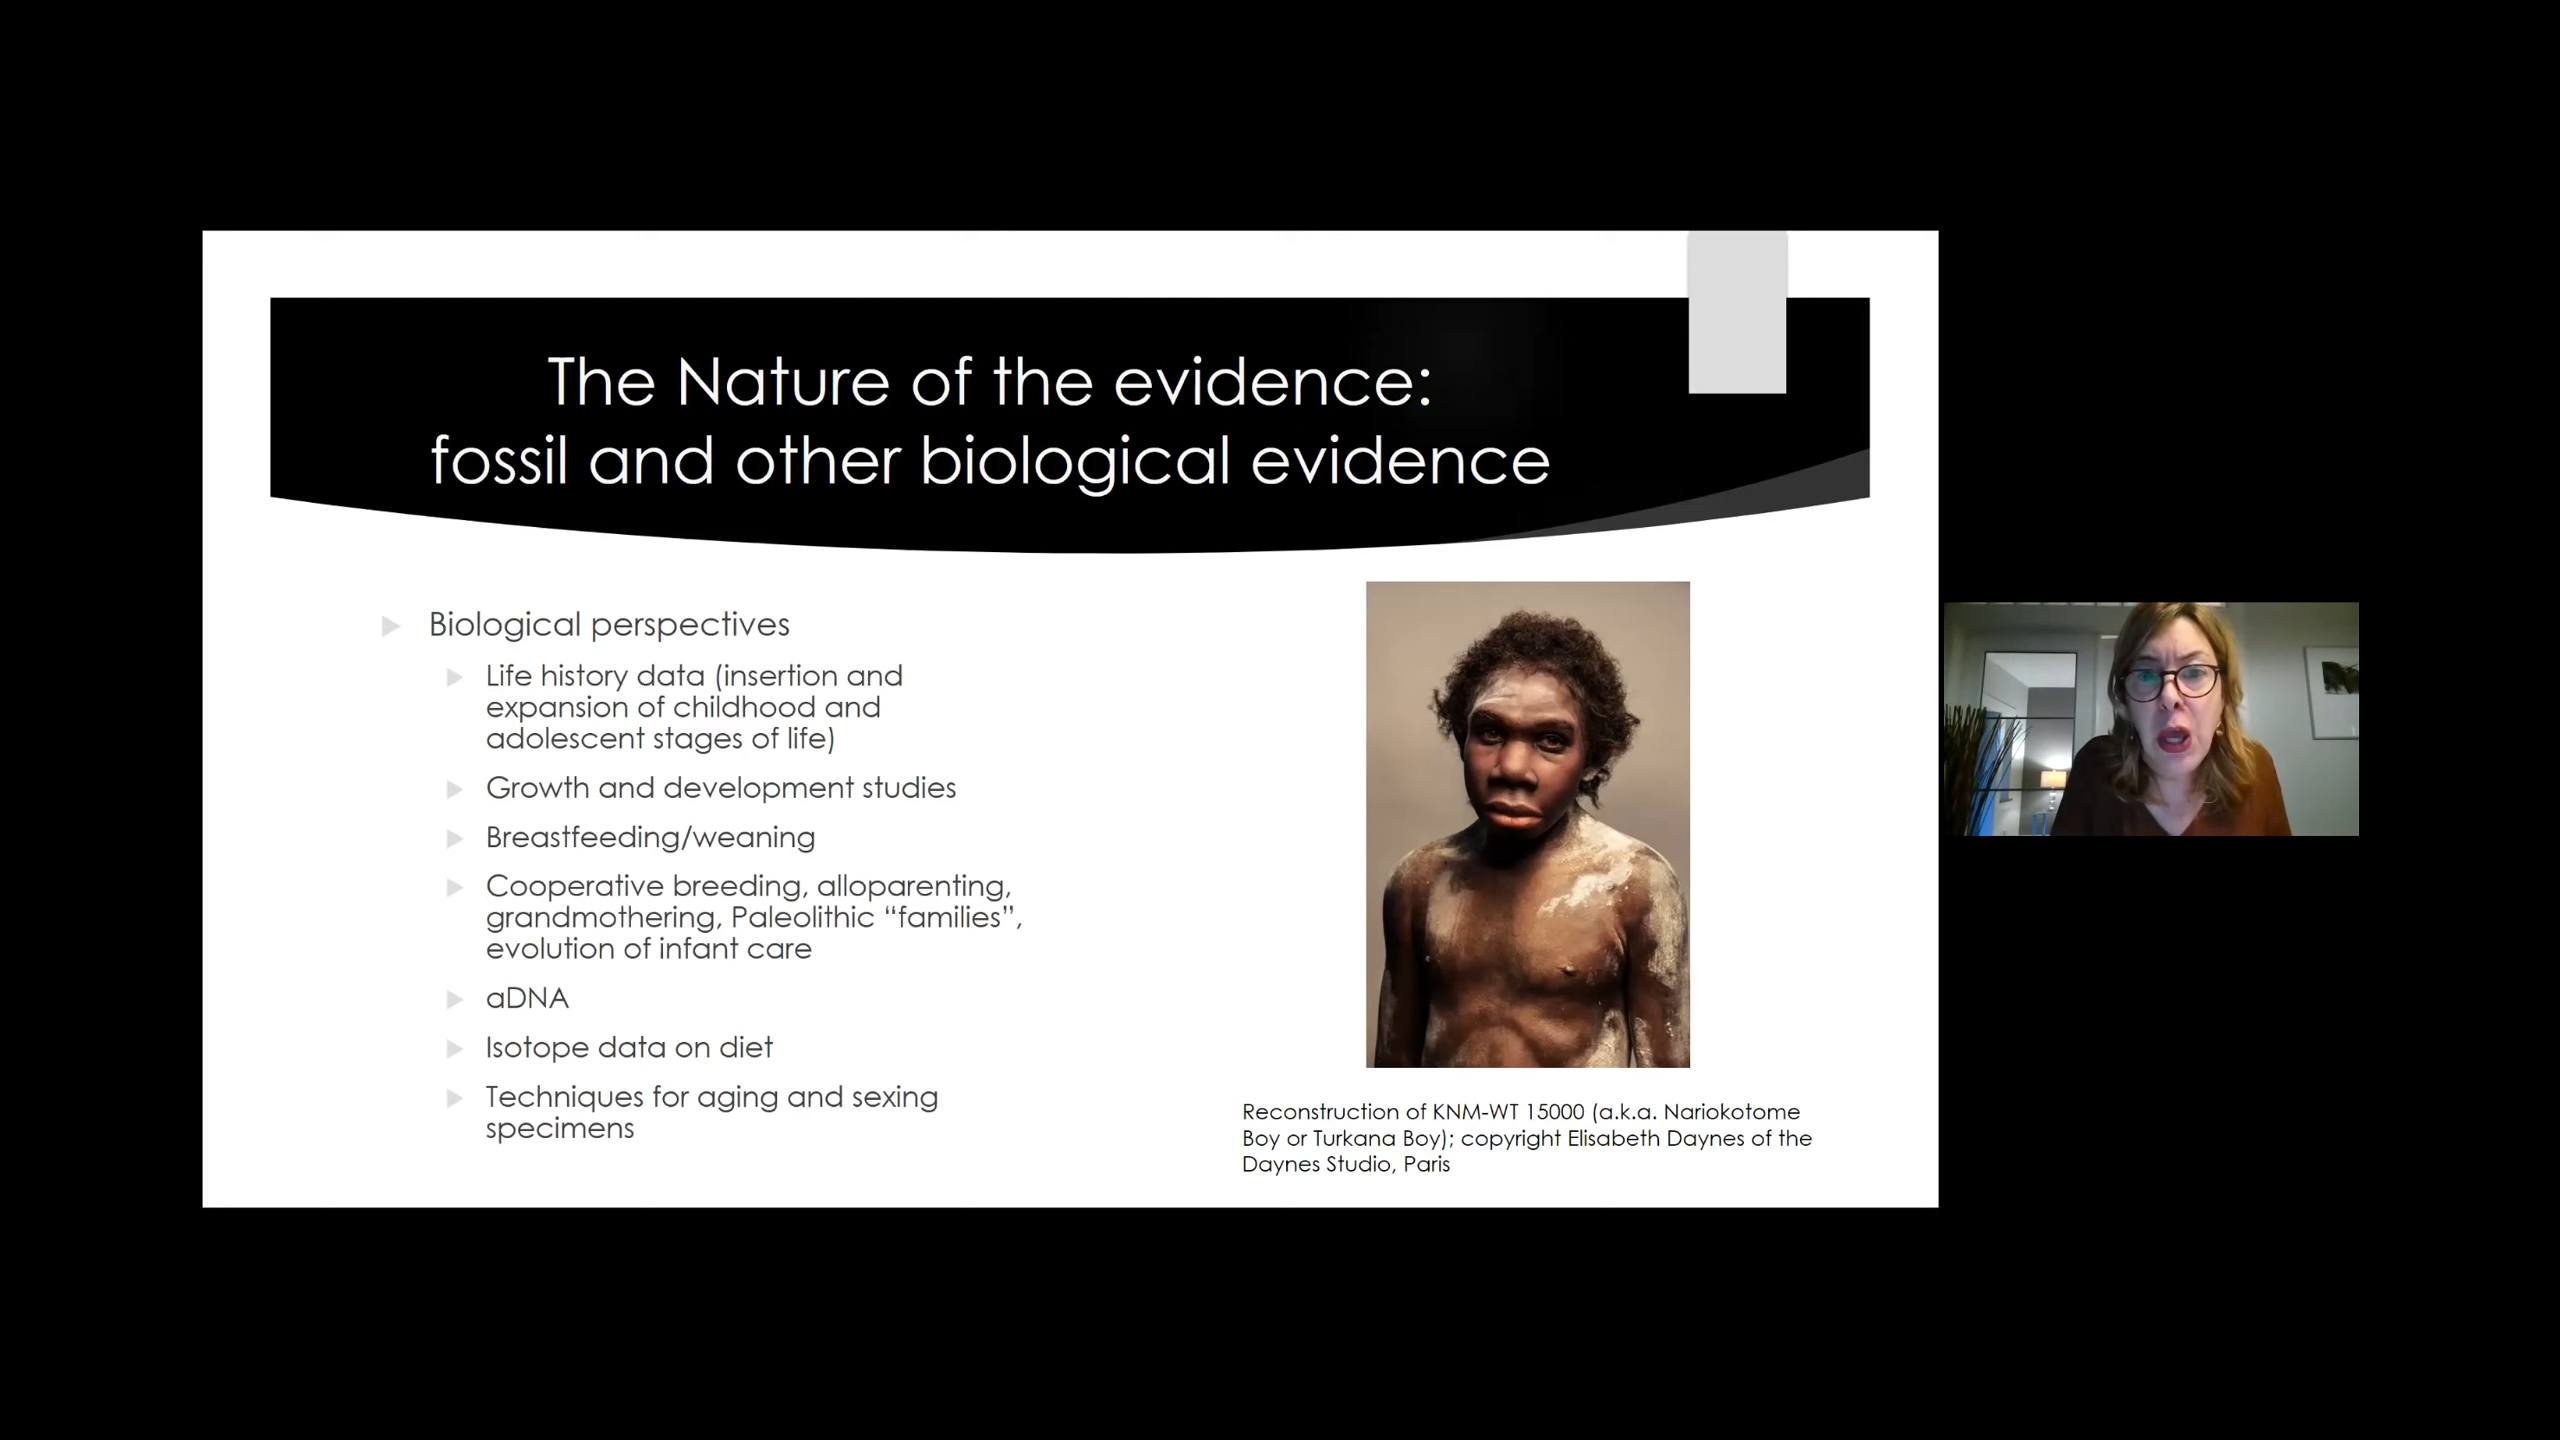 The Nature of the evidence:
fossil and other biological evidence
Biological perspectives
Life history data (insertion and
expansion of childhood and
adolescent stages of life)
Growth and development studies
Breastfeeding/weaning
Cooperative breeding, alloparenting,
grandmothering, Paleolithic “families”,
evolution of infant care
aDNA
Isotope data on diet
Techniques for aging and sexing
specimens
Reconstruction of KNM-WT 15000 (a.k.a. Nariokotome
Boy or Turkana Boy); copyright Elisabeth Daynes of the
Daynes Studio, Paris